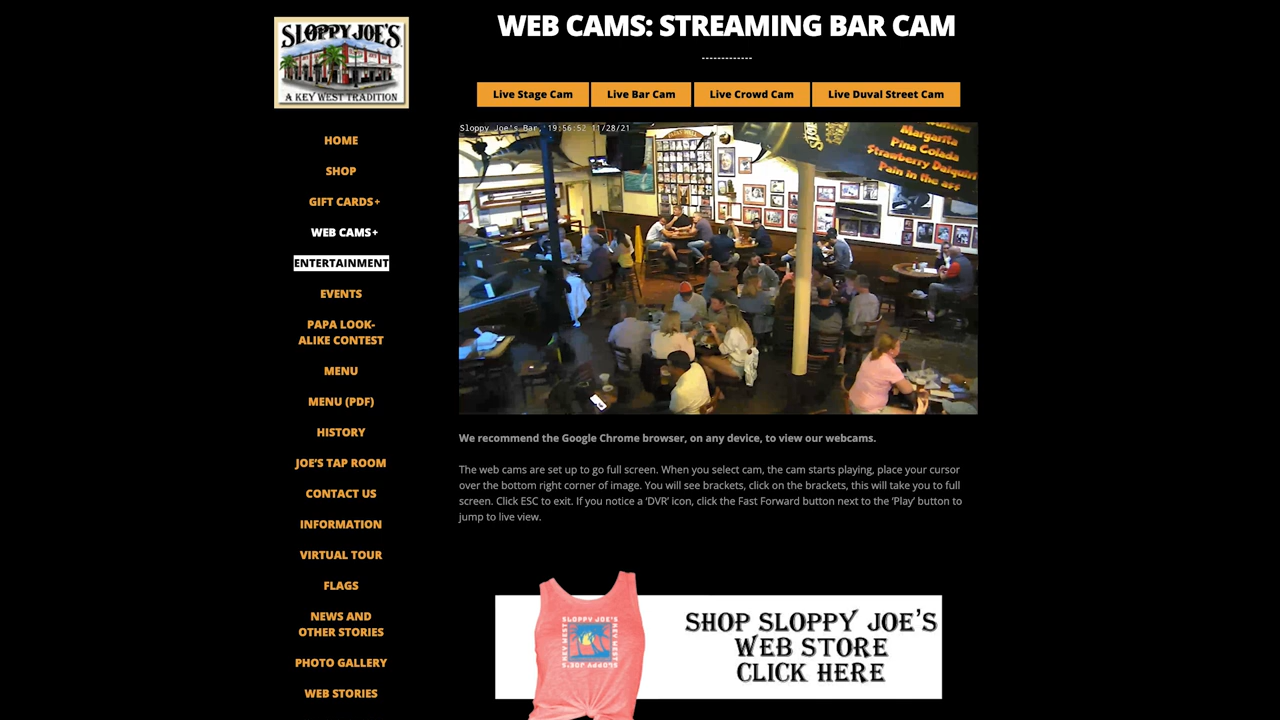 SLOPPY JOE'S
A KEY WEST TRADITION
HOME
SHOP
GIFT CARDS+
WEB CAMS+
ENTERTAINMENT
EVENTS
PAPA LOOK-
ALIKE CONTEST
MENU
MENU (PDF)
HISTORY
JOE'S TAP ROOM
CONTACT US
INFORMATION
VIRTUAL TOUR
FLAGS
NEWS AND
OTHER STORIES
PHOTO GALLERY
WEB STORIES
WEB CAMS: STREAMING BAR CAM
-------------
Live Stage Cam
Live Bar Cam
Live Crowd Cam
Live Duval Street Cam
Sloppy Joe's Bar, 19:56:52 11/28/21
Margarita
Pina Colada
Strawberry Daiquiri
Pain in the a$$
We recommend the Google Chrome browser, on any device, to view our webcams.
The web cams are set up to go full screen. When you select cam, the cam starts playing, place your cursor
over the bottom right corner of image. You will see brackets, click on the brackets, this will take you to full
screen. Click ESC to exit. If you notice a ‘DVR’ icon, click the Fast Forward button next to the ‘Play’ button to
jump to live view.
SLOPPY JOE'S
KEY WEST
KEY WEST
SLOPPY JOE'S
SHOP SLOPPY JOE'S
WEB STORE
CLICK HERE